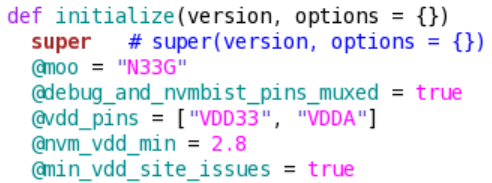 def initialize(version, options = {})
  super   # super(version, options = {})
  @moo = "N33G"
  @debug_and_nvmbist_pins_muxed = true
  @vdd_pins = ["VDD33", "VDDA"]
  @nvm_vdd_min = 2.8
  @min_vdd_site_issues = true